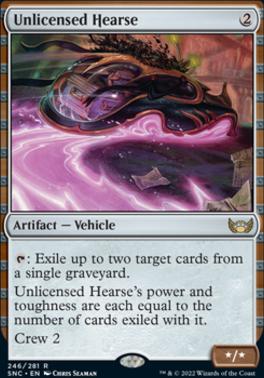 Unlicensed Hearse 2
Artifact — Vehicle
: Exile up to two target cards from
a single graveyard.
Unlicensed Hearse's power and
toughness are each equal to the
number of cards exiled with it.
Crew 2
*/*
246/281 R
SNC • EN CHRIS SEAMAN
™ & © 2022 Wizards of the Coast